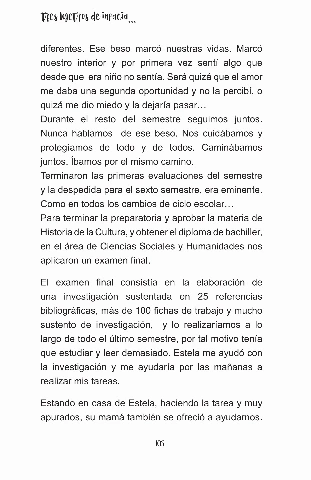 Tres bigotitos de infancia...
diferentes. Ese beso marcó nuestras vidas. Marcó
nuestro interior y por primera vez sentí algo que
desde que era niño no sentía. Será quizá que el amor
me daba una segunda oportunidad y no la percibí, o
quizá me dio miedo y la dejaría pasar…
Durante el resto del semestre seguimos juntos.
Nunca hablamos de ese beso. Nos cuidábamos y
protegíamos de todo y de todos. Caminábamos
juntos. Íbamos por el mismo camino.
Terminaron las primeras evaluaciones del semestre
y la despedida para el sexto semestre, era eminente.
Como en todos los cambios de ciclo escolar…
Para terminar la preparatoria y aprobar la materia de
Historia de la Cultura, y obtener el diploma de bachiller,
en el área de Ciencias Sociales y Humanidades nos
aplicaron un examen final.
El examen final consistía en la elaboración de
una investigación sustentada en 25 referencias
bibliográficas, más de 100 fichas de trabajo y mucho
sustento de investigación, y lo realizaríamos a lo
largo de todo el último semestre, por tal motivo tenía
que estudiar y leer demasiado. Estela me ayudó con
la investigación y me ayudaría por las mañanas a
realizar mis tareas.
Estando en casa de Estela, haciendo la tarea y muy
apurados, su mamá también se ofreció a ayudarnos.
105